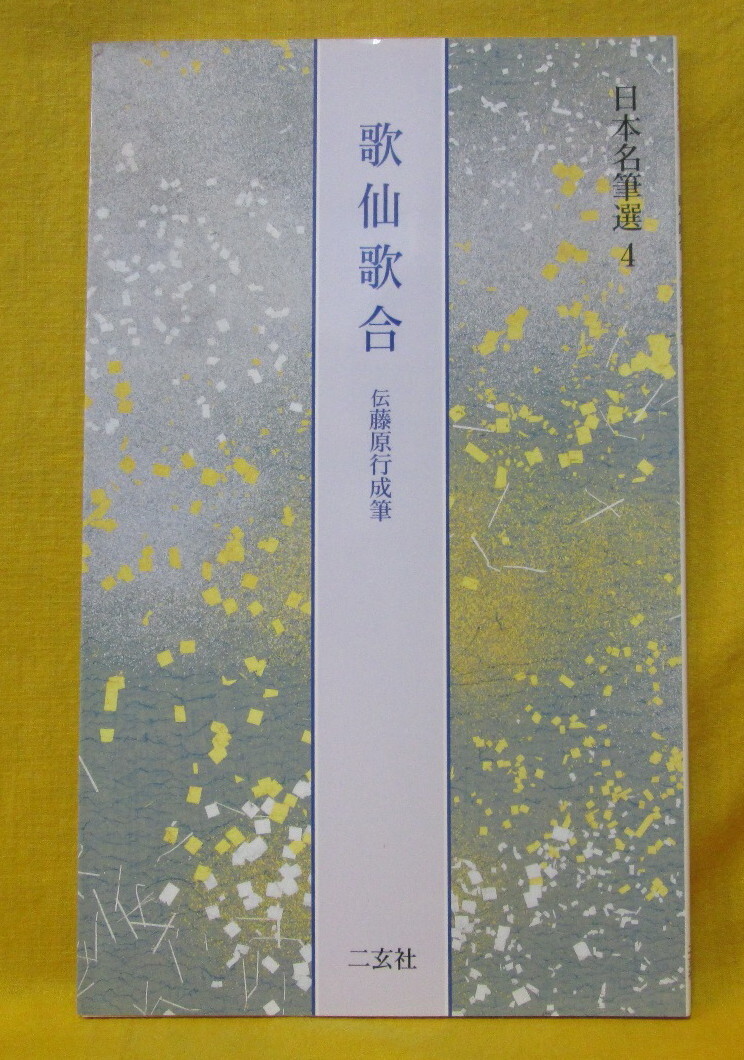 日本名筆選 4
歌仙歌合
伝藤原行成筆
二玄社